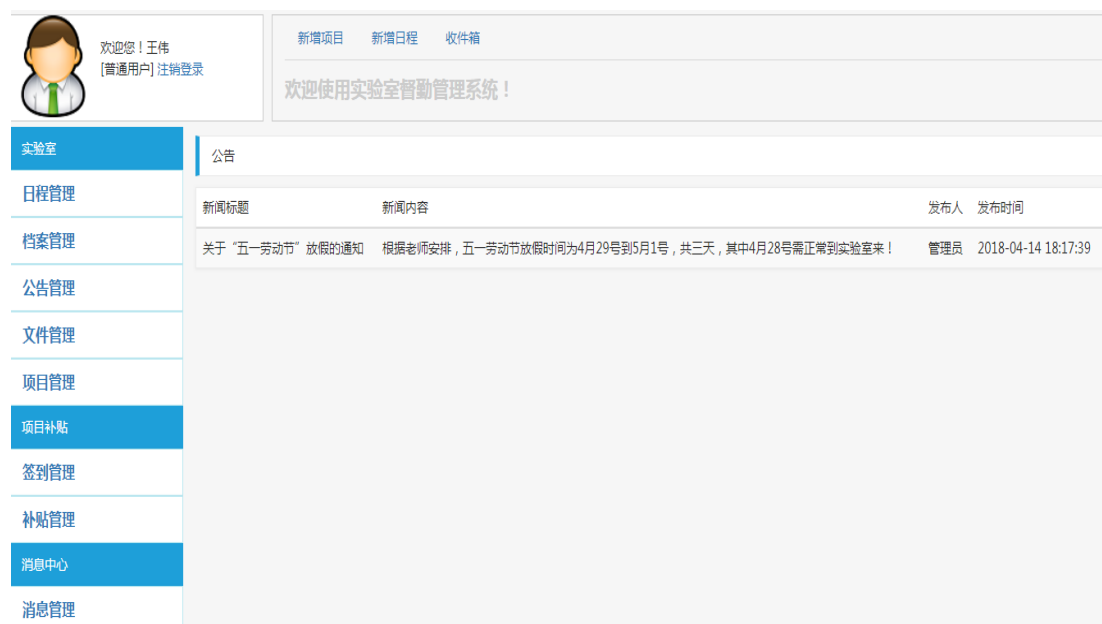 欢迎您！王伟
[普通用户] 注销登录
新增项目 新增日程 收件箱
欢迎使用实验室督勤管理系统！
实验室
日程管理
档案管理
公告管理
文件管理
项目管理
项目补贴
签到管理
补贴管理
消息中心
消息管理
公告
新闻标题 新闻内容 发布人 发布时间
关于“五一劳动节”放假的通知 根据老师安排，五一劳动节放假时间为4月29号到5月1号，共三天，其中4月28号需正常到实验室来！ 管理员 2018-04-14 18:17:39